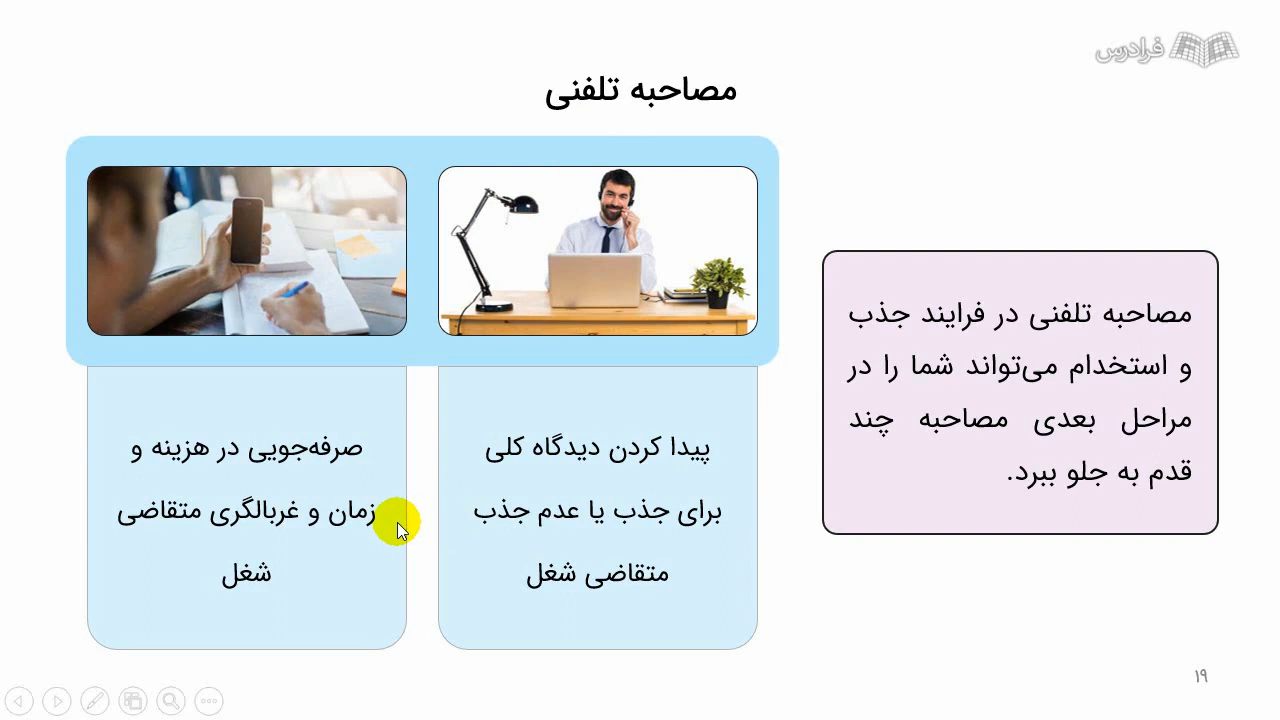 فرادرس
مصاحبه تلفنی
مصاحبه تلفنی در فرایند جذب
و استخدام می‌تواند شما را در
مراحل بعدی مصاحبه چند
قدم به جلو ببرد.
پیدا کردن دیدگاه کلی
برای جذب یا عدم جذب
متقاضی شغل
صرفه‌جویی در هزینه و
زمان و غربالگری متقاضی
شغل
۱۹